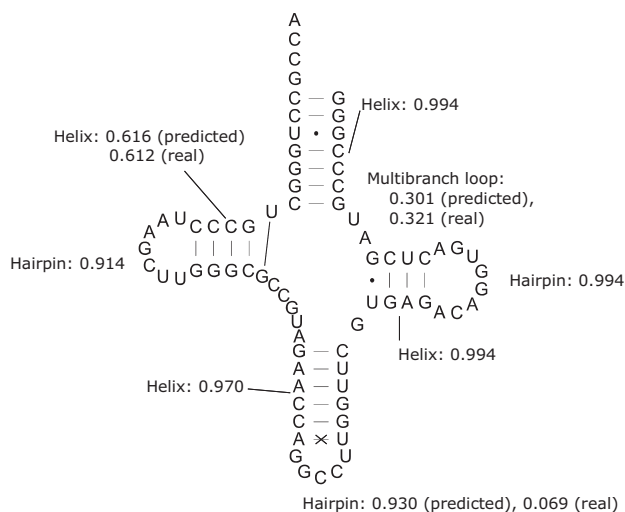 A
C
C
G
C G
C G
U • G
G C
G C
G C
C G
Helix: 0.994
Helix: 0.616 (predicted)
0.612 (real)
Multibranch loop:
0.301 (predicted),
0.321 (real)
U
U
A
A A U C C C G
G
C U U G G G C G
Hairpin: 0.914
G C U C A G U G
G
U G A G A C A
•
Hairpin: 0.994
Helix: 0.994
C
C
G
U
A
G
G C
A U
A U
C G
C G
A × U
G U
G C C
Helix: 0.970
Hairpin: 0.930 (predicted), 0.069 (real)